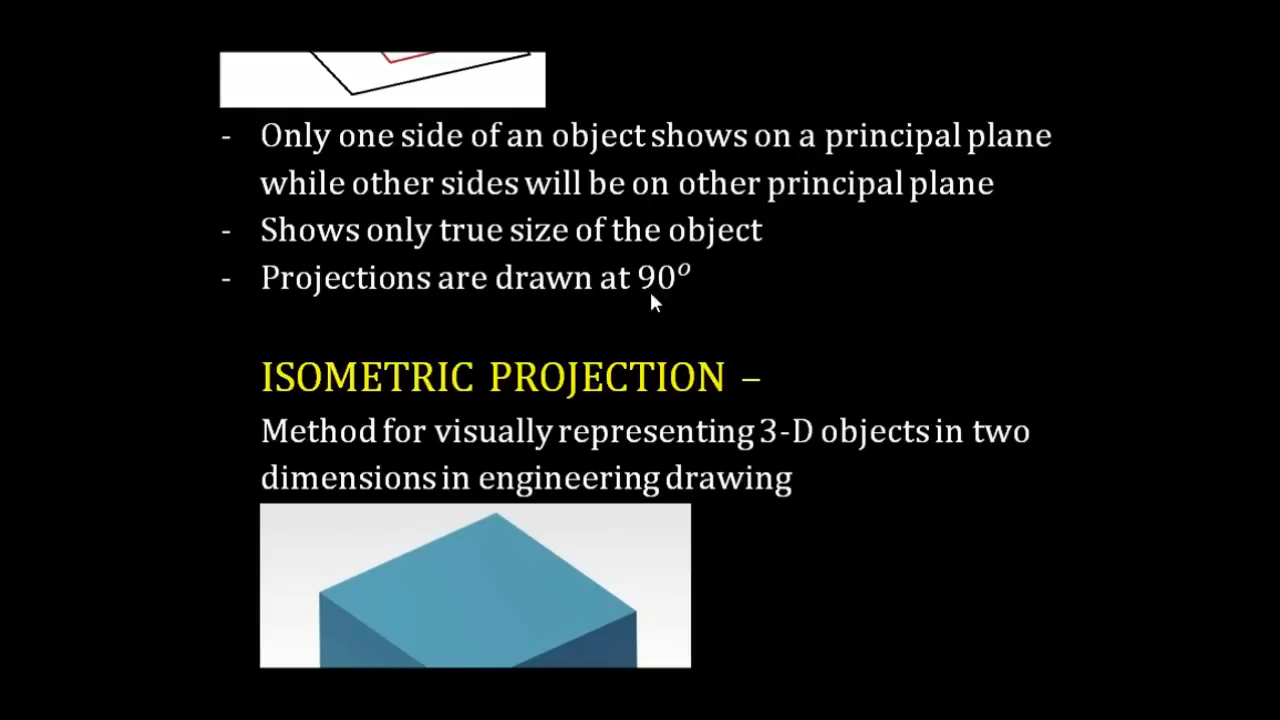 - Only one side of an object shows on a principal plane
while other sides will be on other principal plane
- Shows only true size of the object
- Projections are drawn at 90°
ISOMETRIC PROJECTION –
Method for visually representing 3-D objects in two
dimensions in engineering drawing